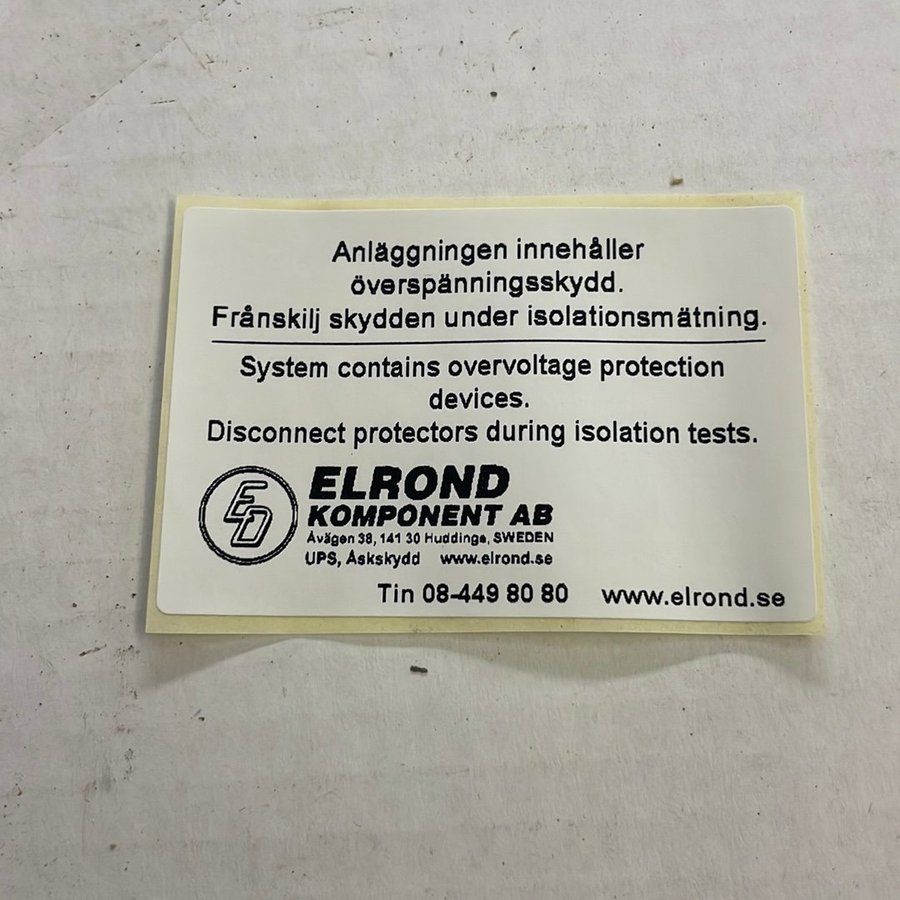 Anläggningen innehåller
överspänningsskydd.
Frånskilj skydden under isolationsmätning.
System contains overvoltage protection
devices.
Disconnect protectors during isolation tests.
ED
ELROND
KOMPONENT AB
Åvägen 38, 141 30 Huddinge, SWEDEN
UPS, Åskskydd www.elrond.se
Tln 08-449 80 80 www.elrond.se